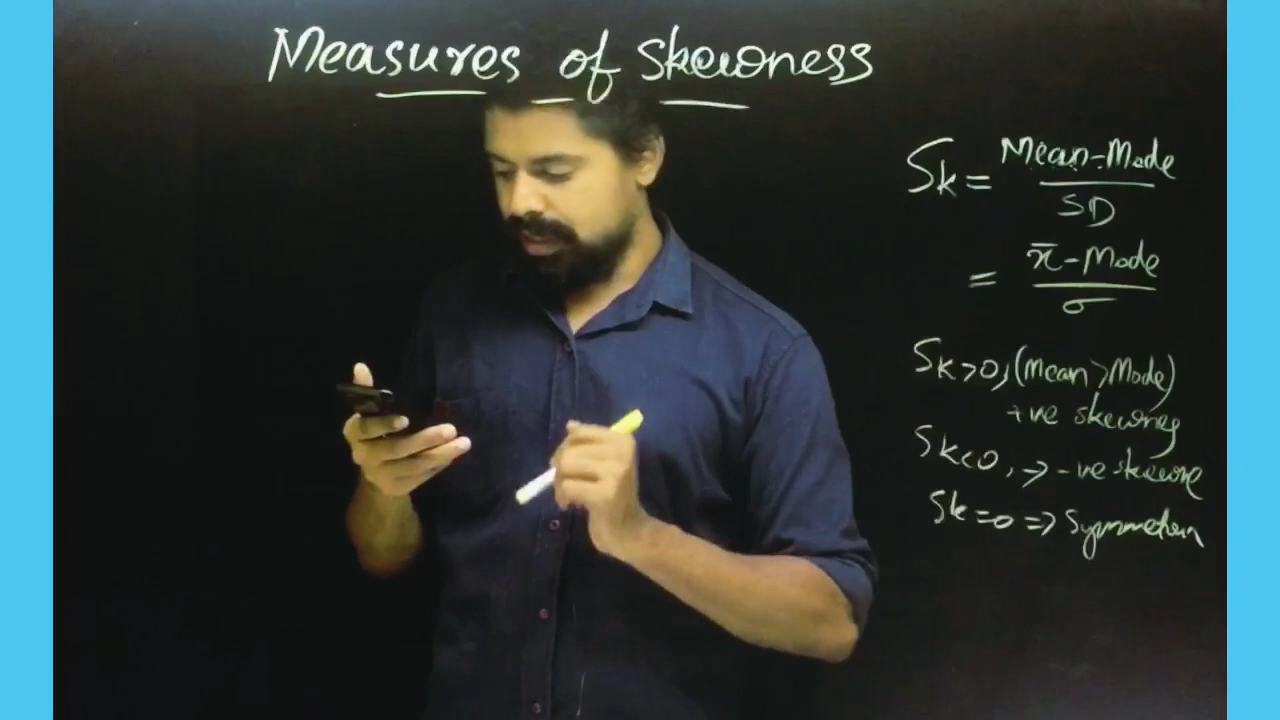 Measures of Skewness
Sk = Mean-Mode
SD
= x̄ - Mode
σ
Sk > 0, (Mean > Mode)
+ve skewness
Sk < 0, => -ve skewne
Sk = 0 => Symmetric